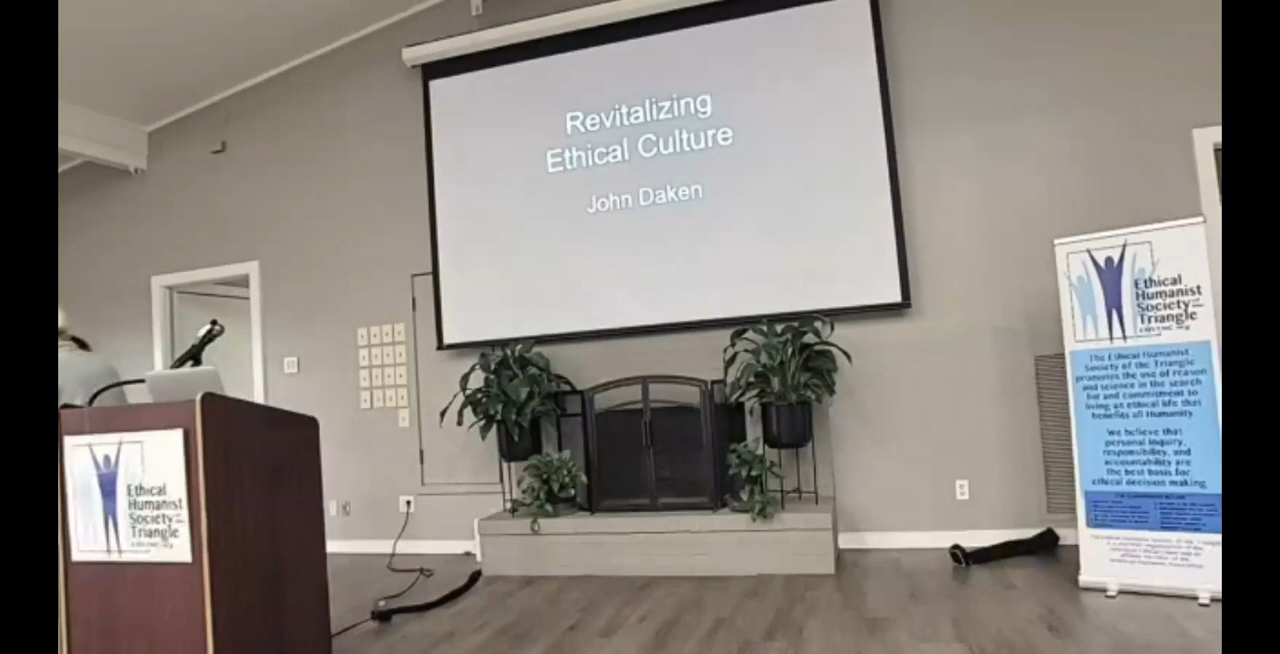 Revitalizing
Ethical Culture
John Daken
Ethical
Humanist
Society
Triangle
Ethical
Humanist
Society
Triangle
The Ethical Humanist
Society of the Triangle
promotes the use of reason
and science in the search
for and commitment to
living an ethical life that
benefits all Humanity
We believe that
personal inquiry,
responsibility, and
accountability are
the best basis for
ethical decision making